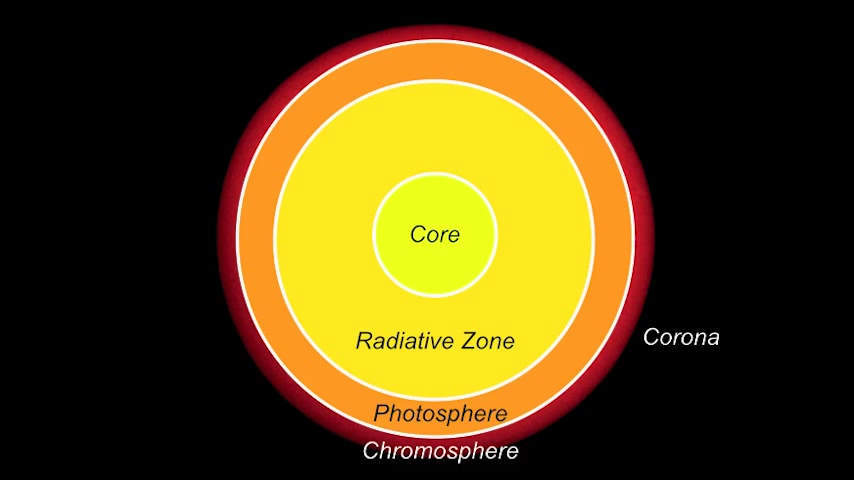 Core
Radiative Zone
Corona
Photosphere
Chromosphere